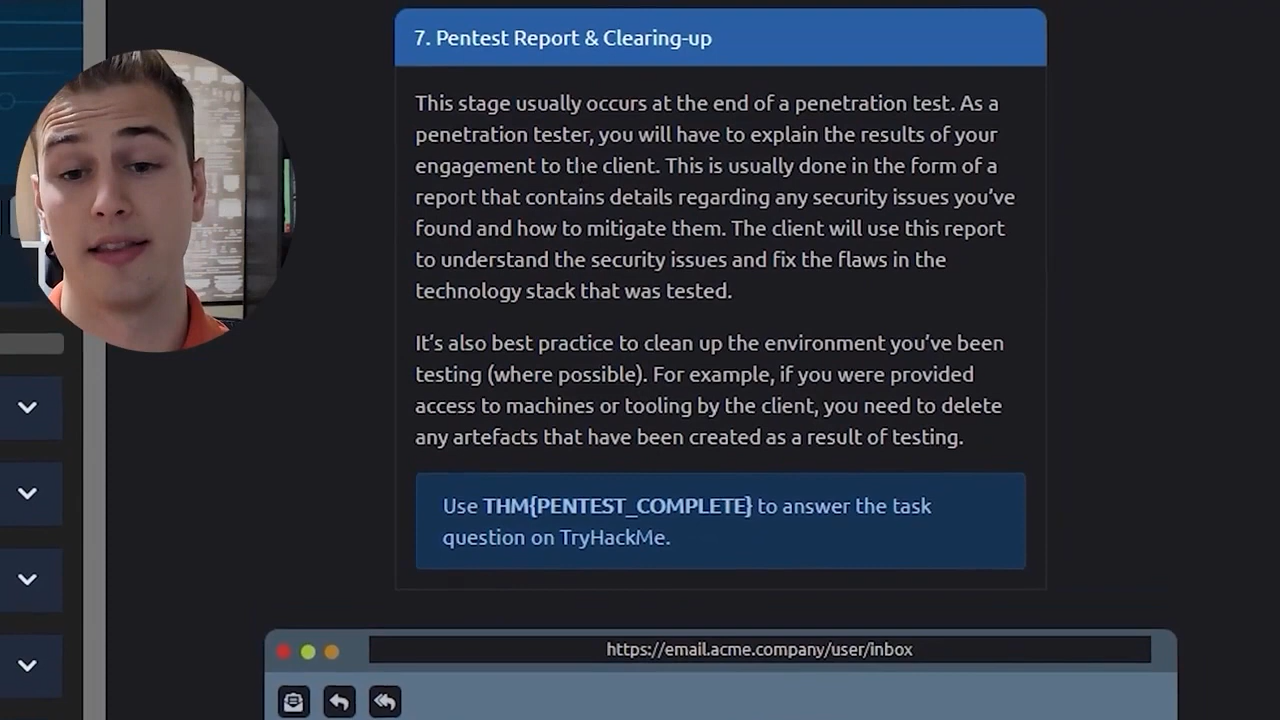 7. Pentest Report & Clearing-up
This stage usually occurs at the end of a penetration test. As a
penetration tester, you will have to explain the results of your
engagement to the client. This is usually done in the form of a
report that contains details regarding any security issues you’ve
found and how to mitigate them. The client will use this report
to understand the security issues and fix the flaws in the
technology stack that was tested.
It’s also best practice to clean up the environment you’ve been
testing (where possible). For example, if you were provided
access to machines or tooling by the client, you need to delete
any artefacts that have been created as a result of testing.
Use THM{PENTEST_COMPLETE} to answer the task
question on TryHackMe.
https://email.acme.company/user/inbox